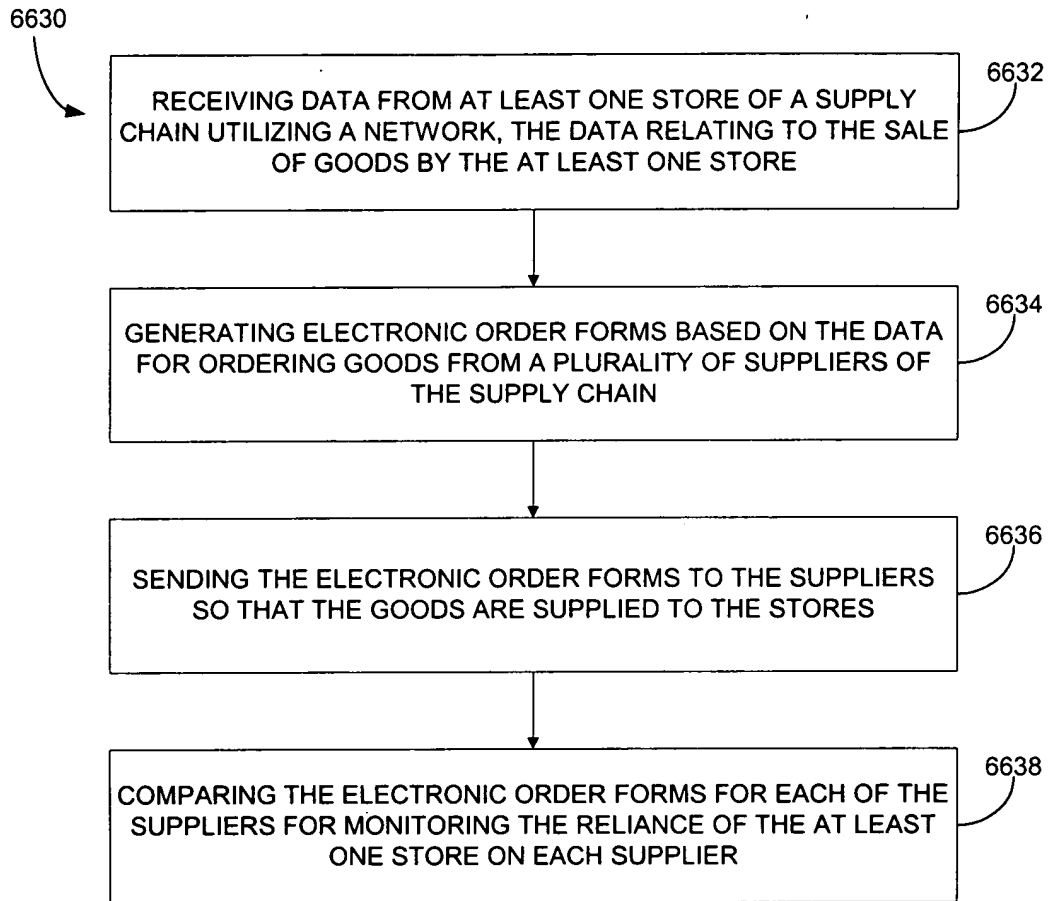 6630
6632
RECEIVING DATA FROM AT LEAST ONE STORE OF A SUPPLY
CHAIN UTILIZING A NETWORK, THE DATA RELATING TO THE SALE
OF GOODS BY THE AT LEAST ONE STORE
6634
GENERATING ELECTRONIC ORDER FORMS BASED ON THE DATA
FOR ORDERING GOODS FROM A PLURALITY OF SUPPLIERS OF
THE SUPPLY CHAIN
6636
SENDING THE ELECTRONIC ORDER FORMS TO THE SUPPLIERS
SO THAT THE GOODS ARE SUPPLIED TO THE STORES
6638
COMPARING THE ELECTRONIC ORDER FORMS FOR EACH OF THE
SUPPLIERS FOR MONITORING THE RELIANCE OF THE AT LEAST
ONE STORE ON EACH SUPPLIER